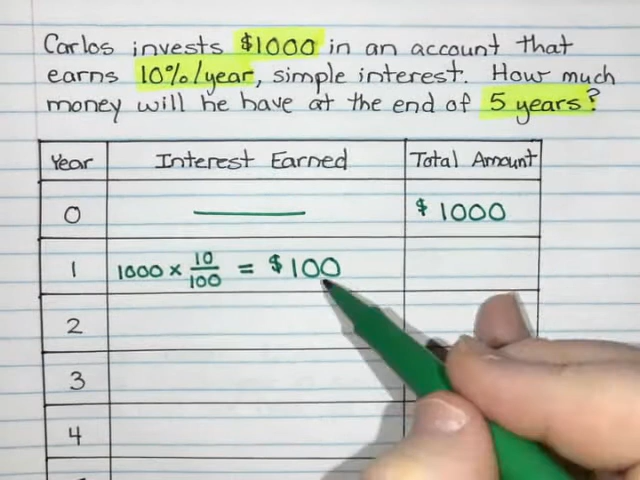 Carlos invests $1000 in an account that
earns 10%/year, simple interest. How much
money will he have at the end of 5 years?
Year Interest Earned Total Amount
0 — $1000
1 1000 × 10/100 = $100
2
3
4